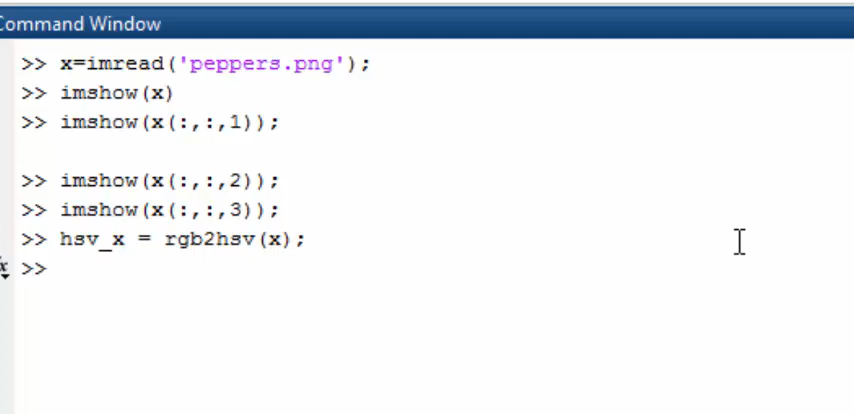 Command Window
>> x=imread('peppers.png');
>> imshow(x)
>> imshow(x(:,:,1));
>> imshow(x(:,:,2));
>> imshow(x(:,:,3));
>> hsv_x = rgb2hsv(x);
>>